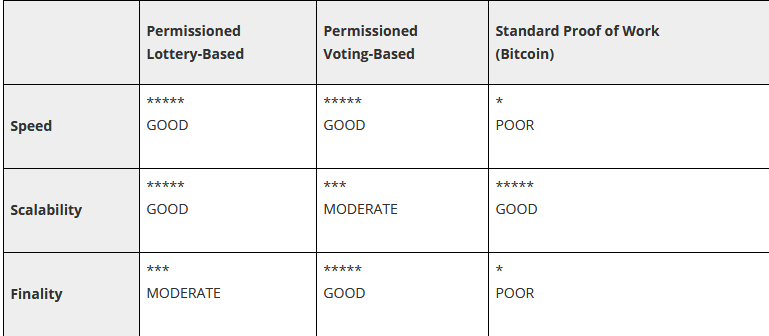 Permissioned
Lottery-Based
Permissioned
Voting-Based
Standard Proof of Work
(Bitcoin)
Speed
*****
GOOD
*****
GOOD
*
POOR
Scalability
*****
GOOD
***
MODERATE
*****
GOOD
Finality
***
MODERATE
*****
GOOD
*
POOR